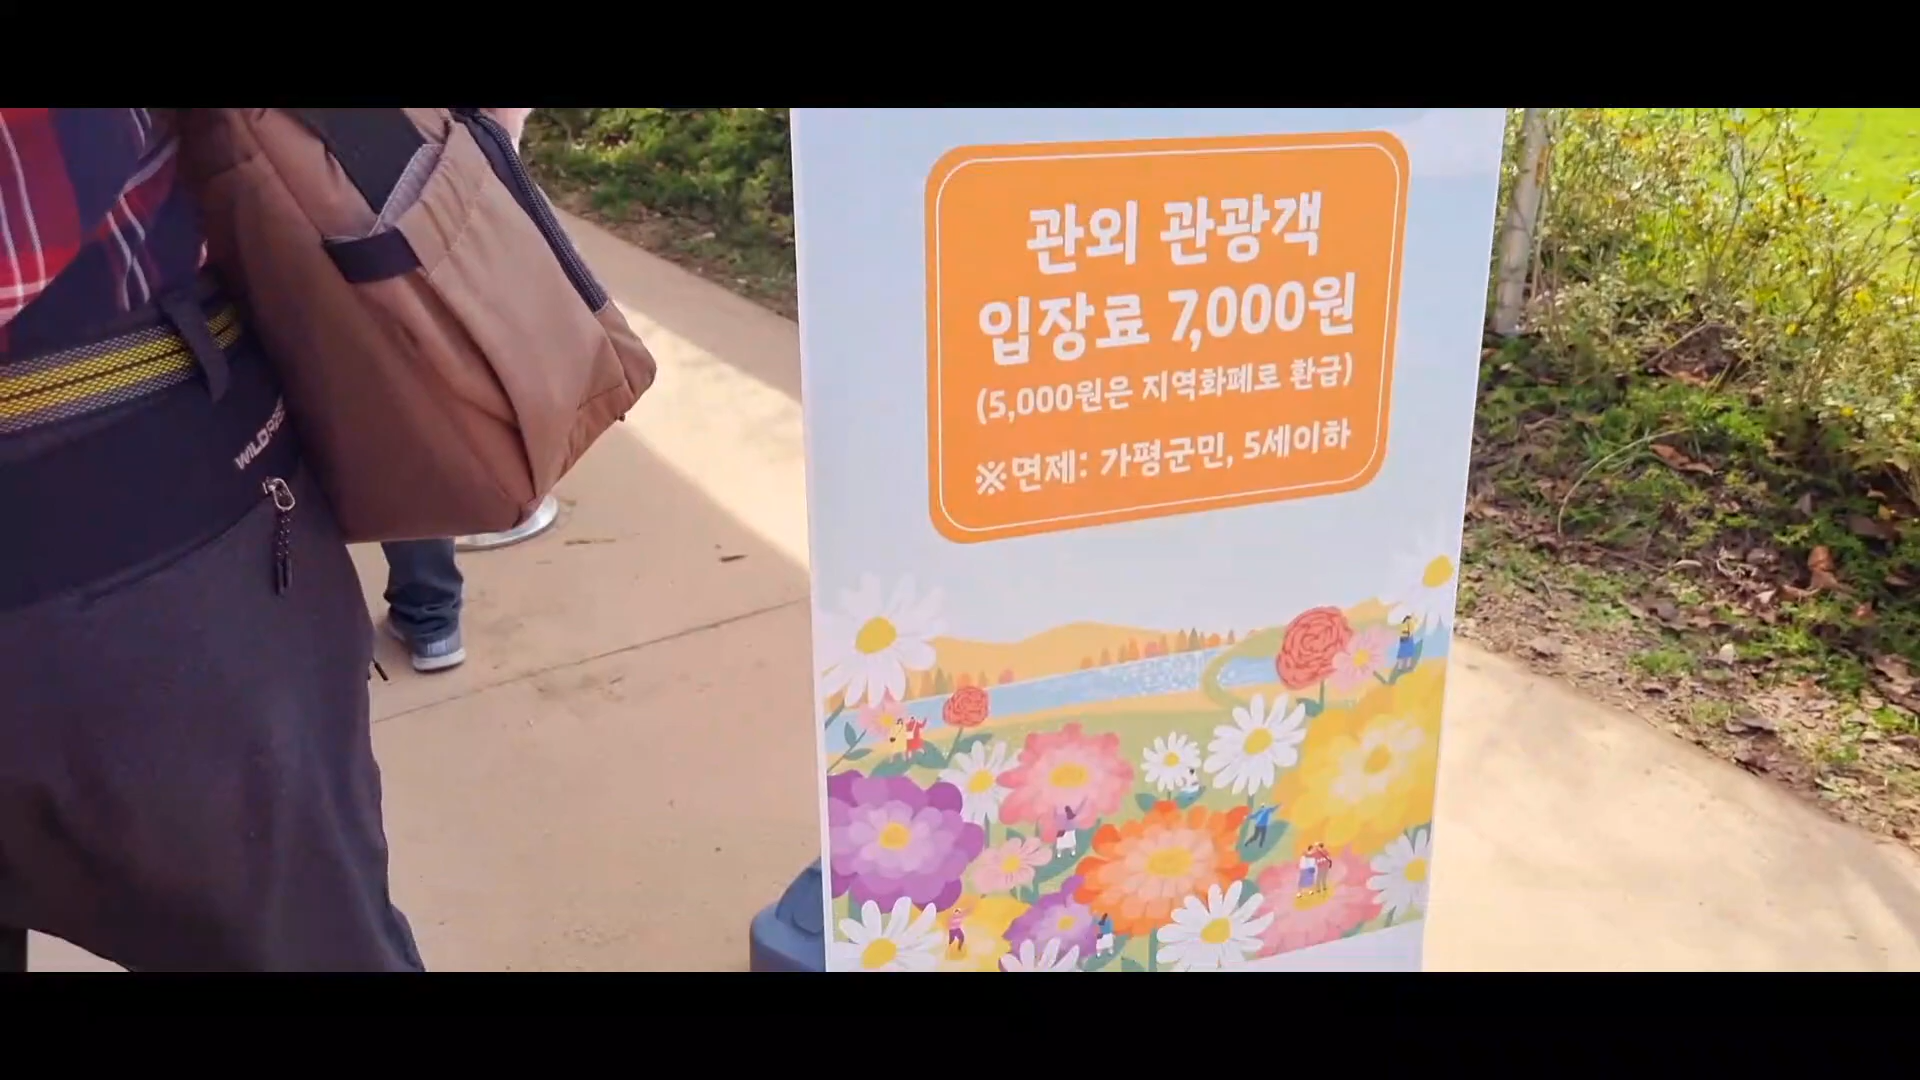 관외 관광객
입장료 7,000원
(5,000원은 지역화폐로 환급)
※면제: 가평군민, 5세이하